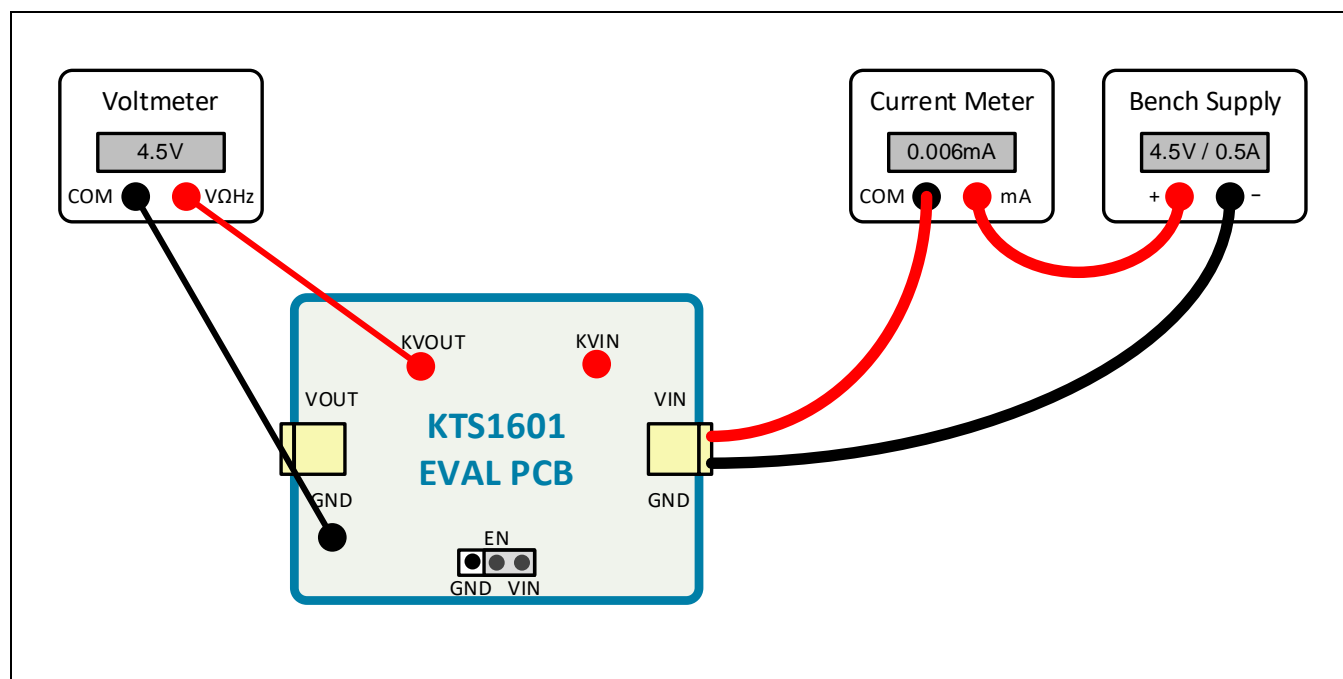 Voltmeter
4.5V
COM VΩHz
Current Meter
0.006mA
COM mA
Bench Supply
4.5V / 0.5A
+ −
KVOUT KVIN
VOUT VIN
KTS1601
EVAL PCB
GND GND
EN
GND VIN